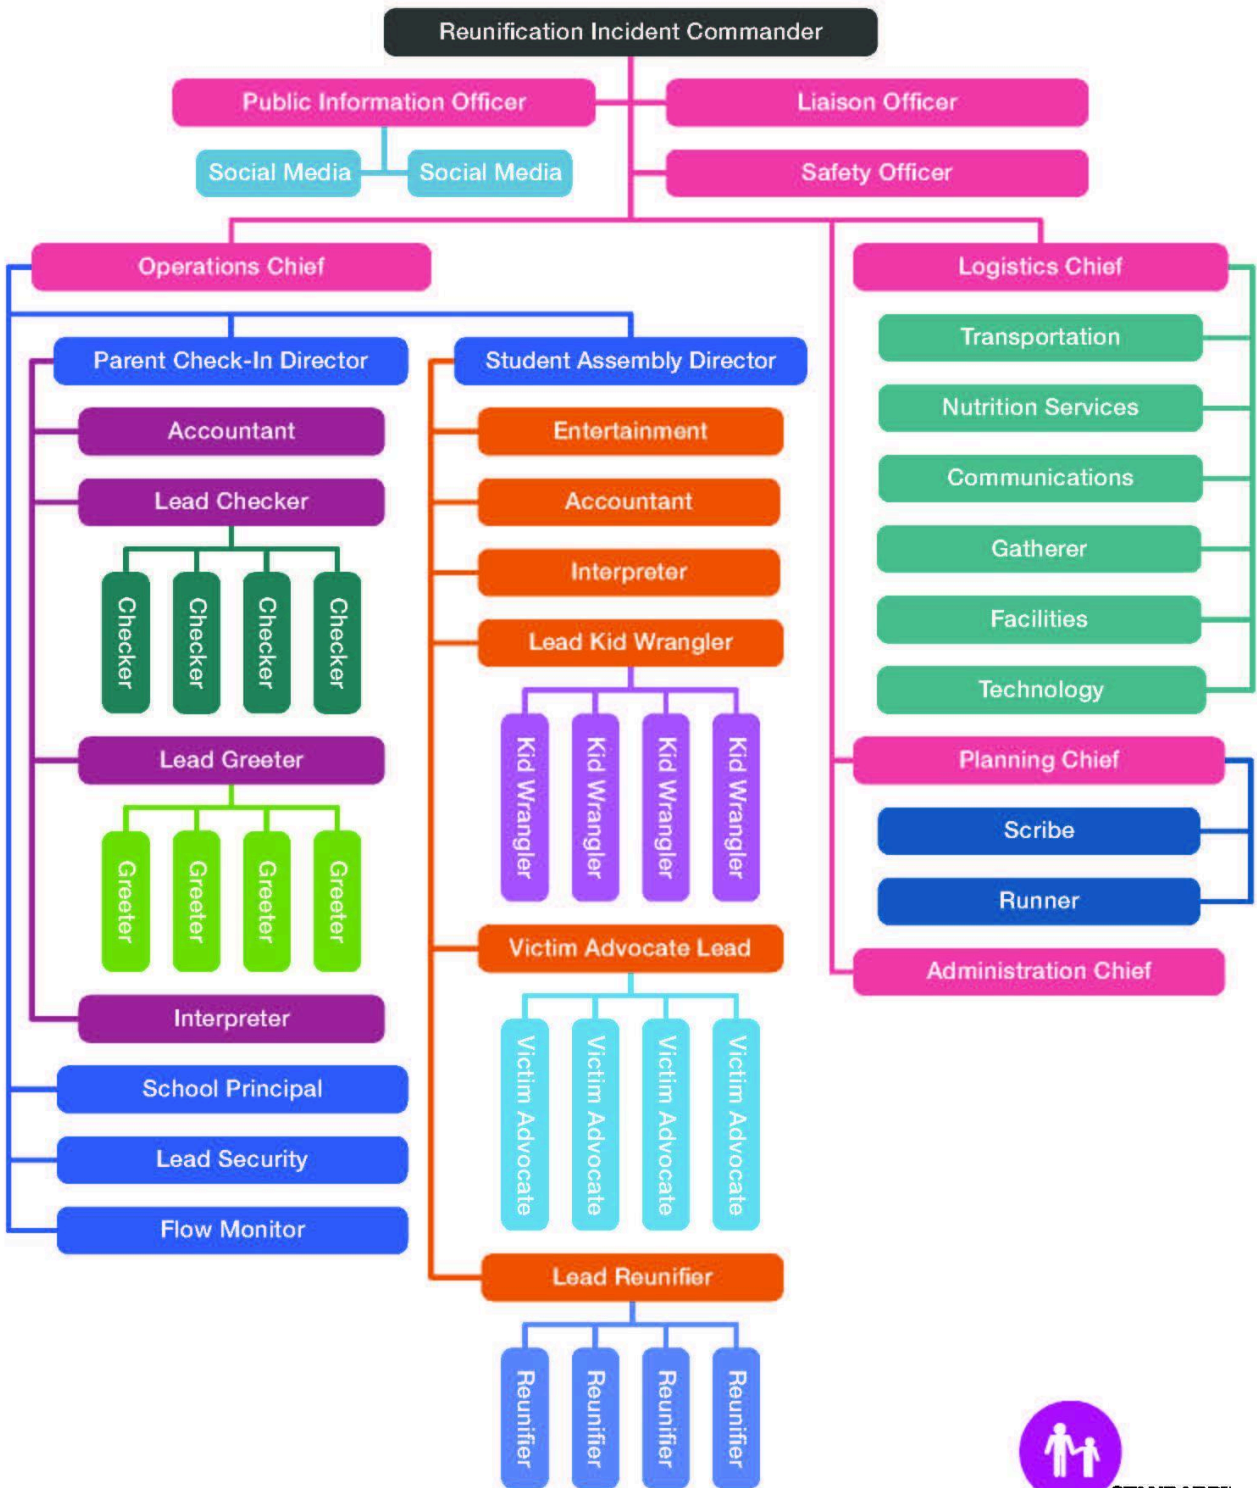 Reunification Incident Commander
Public Information Officer
Liaison Officer
Social Media
Social Media
Safety Officer
Operations Chief
Logistics Chief
Parent Check-In Director
Accountant
Lead Checker
Checker
Checker
Checker
Checker
Lead Greeter
Greeter
Greeter
Greeter
Greeter
Interpreter
School Principal
Lead Security
Flow Monitor
Student Assembly Director
Entertainment
Accountant
Interpreter
Lead Kid Wrangler
Kid Wrangler
Kid Wrangler
Kid Wrangler
Kid Wrangler
Victim Advocate Lead
Victim Advocate
Victim Advocate
Victim Advocate
Victim Advocate
Lead Reunifier
Reunifier
Reunifier
Reunifier
Reunifier
Transportation
Nutrition Services
Communications
Gatherer
Facilities
Technology
Planning Chief
Scribe
Runner
Administration Chief